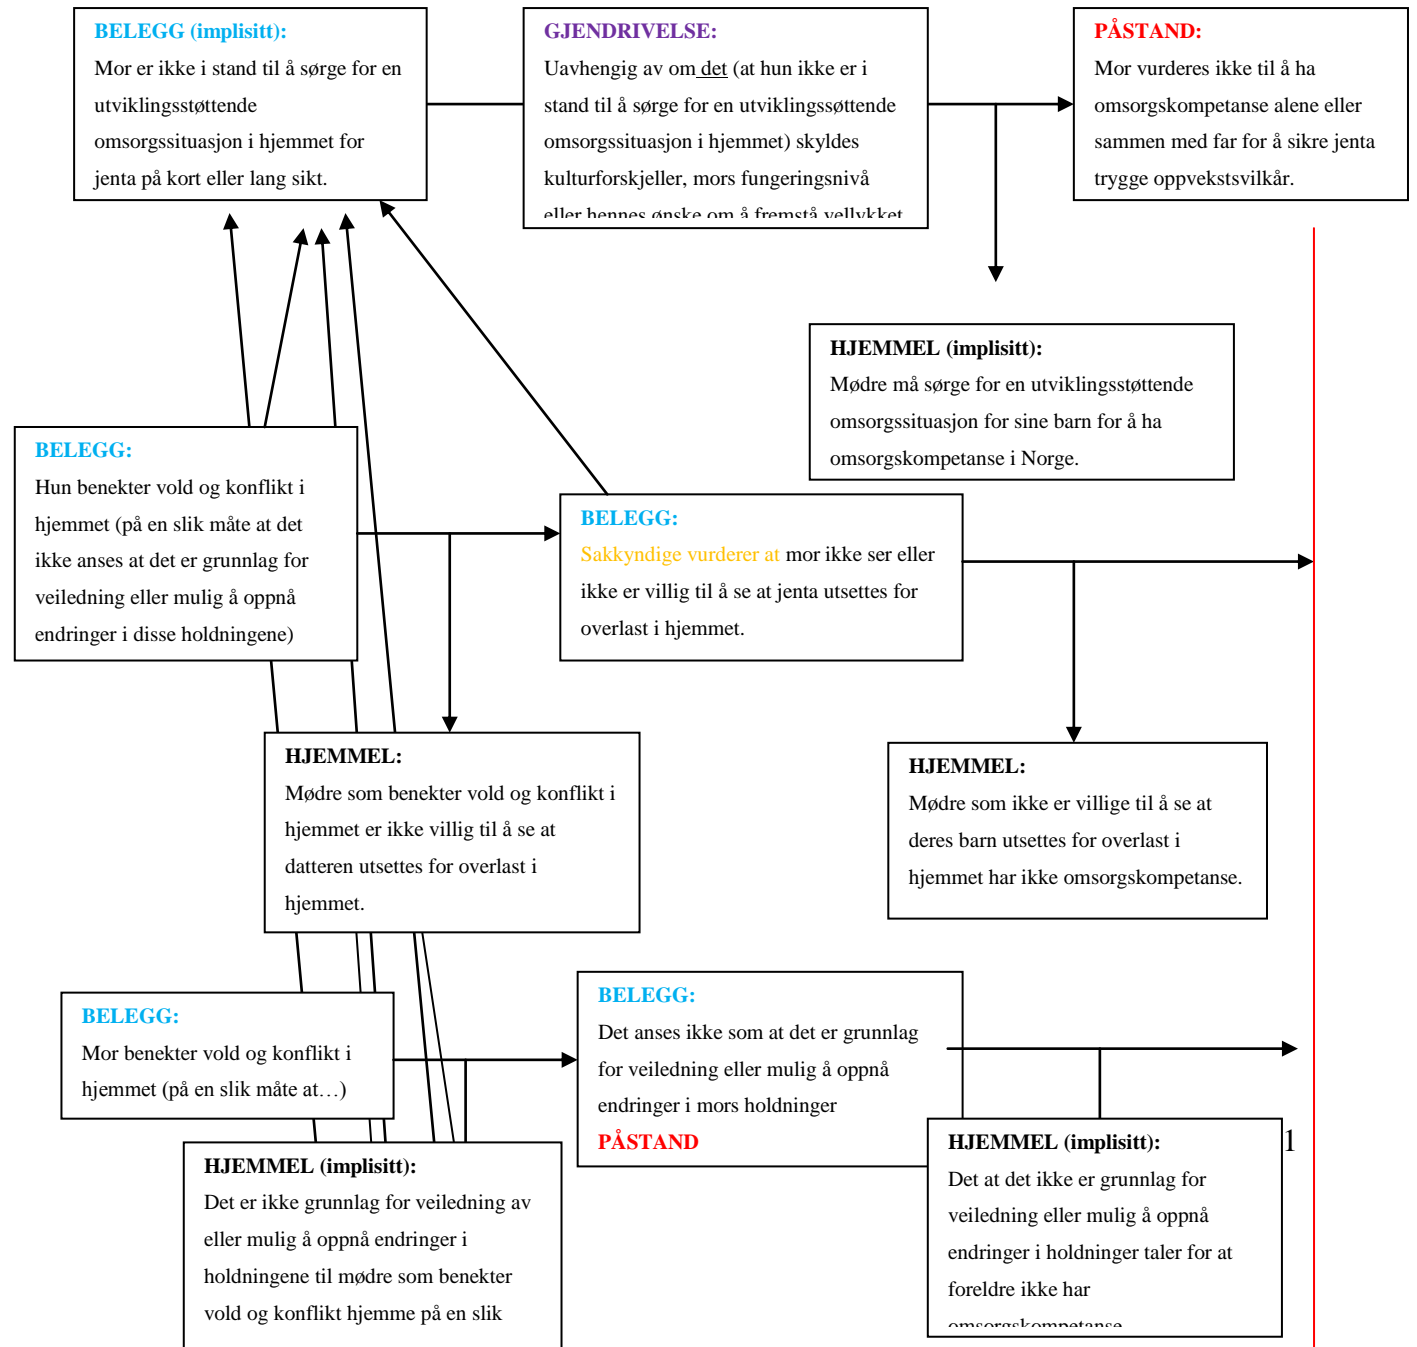 BELEGG (implisitt):
Mor er ikke i stand til å sørge for en
utviklingsstøttende
omsorgssituasjon i hjemmet for
jenta på kort eller lang sikt.
GJENDRIVELSE:
Uavhengig av om det (at hun ikke er i
stand til å sørge for en utviklingssøttende
omsorgssituasjon i hjemmet) skyldes
kulturforskjeller, mors fungeringsnivå
eller hennes ønske om å fremstå vellykket
PÅSTAND:
Mor vurderes ikke til å ha
omsorgskompetanse alene eller
sammen med far for å sikre jenta
trygge oppvekstsvilkår.
HJEMMEL (implisitt):
Mødre må sørge for en utviklingsstøttende
omsorgssituasjon for sine barn for å ha
omsorgskompetanse i Norge.
BELEGG:
Hun benekter vold og konflikt i
hjemmet (på en slik måte at det
ikke anses at det er grunnlag for
veiledning eller mulig å oppnå
endringer i disse holdningene)
BELEGG:
Sakkyndige vurderer at mor ikke ser eller
ikke er villig til å se at jenta utsettes for
overlast i hjemmet.
HJEMMEL:
Mødre som benekter vold og konflikt i
hjemmet er ikke villig til å se at
datteren utsettes for overlast i
hjemmet.
HJEMMEL:
Mødre som ikke er villige til å se at
deres barn utsettes for overlast i
hjemmet har ikke omsorgskompetanse.
BELEGG:
Mor benekter vold og konflikt i
hjemmet (på en slik måte at…)
BELEGG:
Det anses ikke som at det er grunnlag
for veiledning eller mulig å oppnå
endringer i mors holdninger
PÅSTAND
HJEMMEL (implisitt):
Det er ikke grunnlag for veiledning av
eller mulig å oppnå endringer i
holdningene til mødre som benekter
vold og konflikt hjemme på en slik
HJEMMEL (implisitt):
Det at det ikke er grunnlag for
veiledning eller mulig å oppnå
endringer i holdninger taler for at
foreldre ikke har
omsorgskompetanse
1